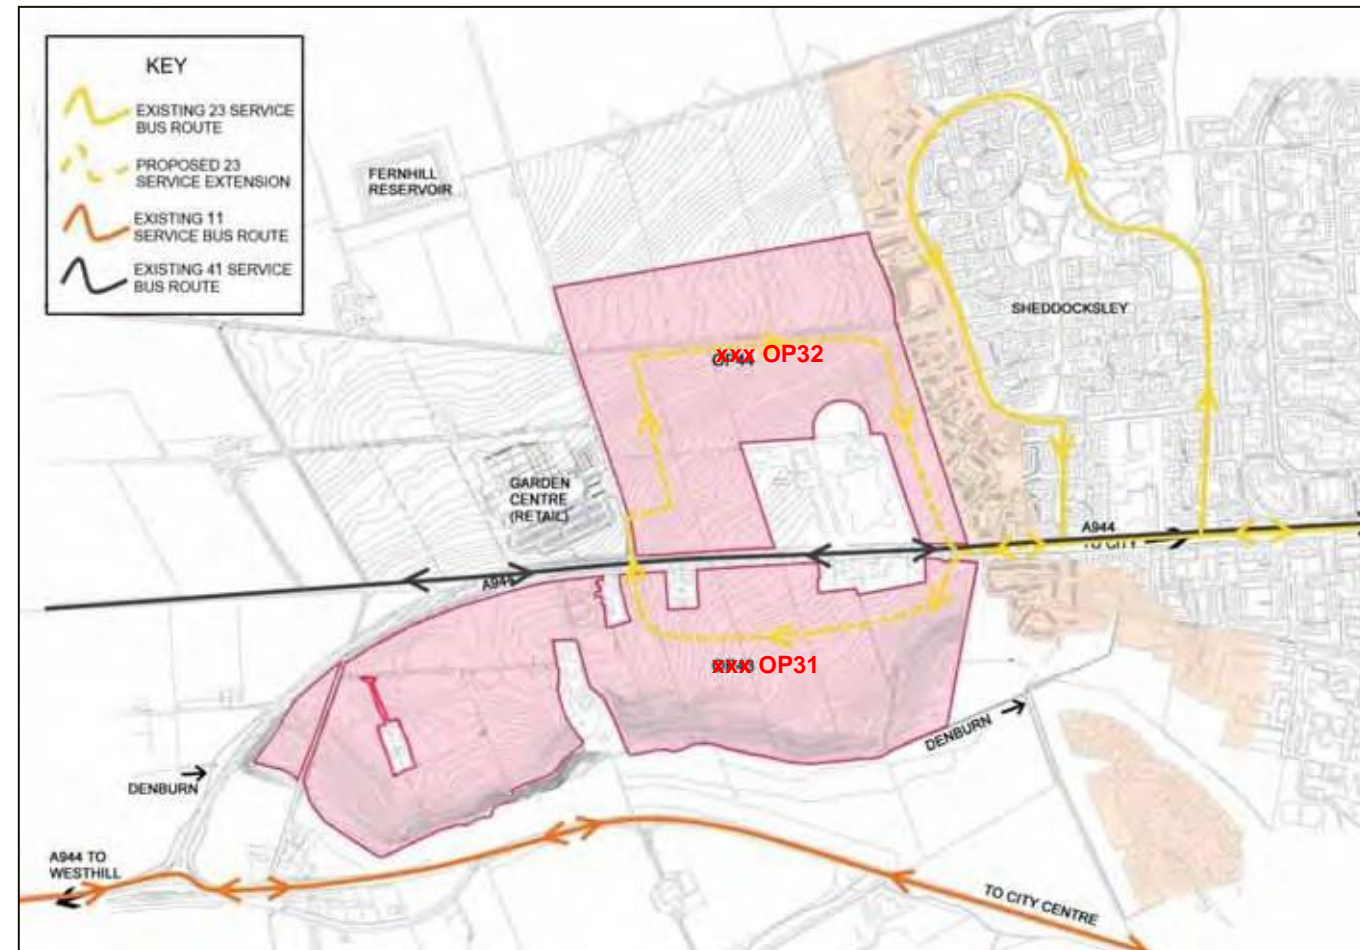 KEY
EXISTING 23 SERVICE
BUS ROUTE
PROPOSED 23
SERVICE EXTENSION
EXISTING 11
SERVICE BUS ROUTE
EXISTING 41 SERVICE
BUS ROUTE
FERNHILL
RESERVOIR
SHEDDOCKSLEY
xxx OP32
GARDEN
CENTRE
(RETAIL)
A944
TO CITY
A944
xxx OP31
DENBURN
DENBURN
A944 TO
WESTHILL
TO CITY CENTRE